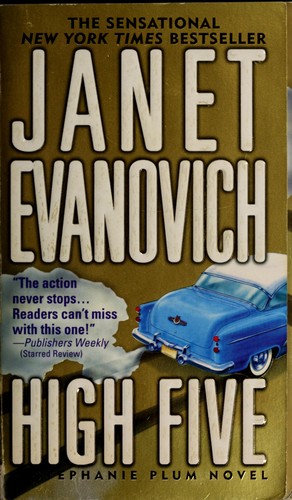 THE SENSATIONAL
NEW YORK TIMES BESTSELLER
JANET
EVANOVICH
"The action
never stops...
Readers can't miss
with this one!"
—Publishers Weekly
(Starred Review)
HIGH FIVE
STEPHANIE PLUM NOVEL